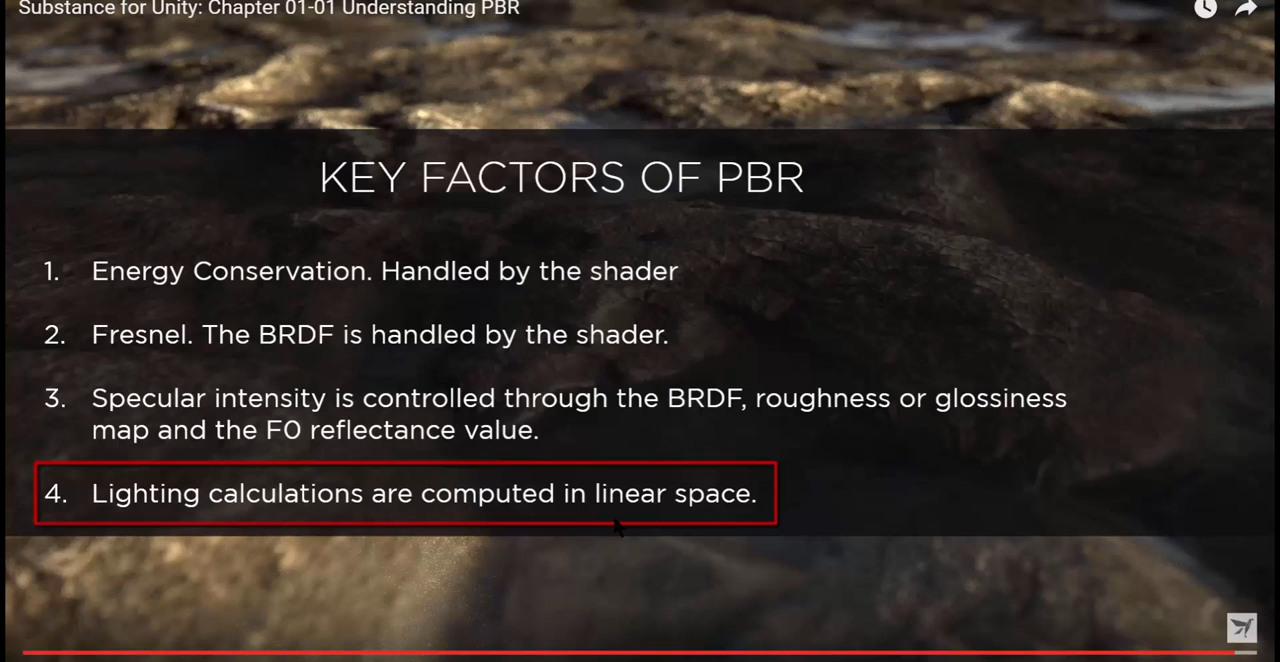 Substance for Unity: Chapter 01-01 Understanding PBR
KEY FACTORS OF PBR
1. Energy Conservation. Handled by the shader
2. Fresnel. The BRDF is handled by the shader.
3. Specular intensity is controlled through the BRDF, roughness or glossiness
map and the F0 reflectance value.
4. Lighting calculations are computed in linear space.